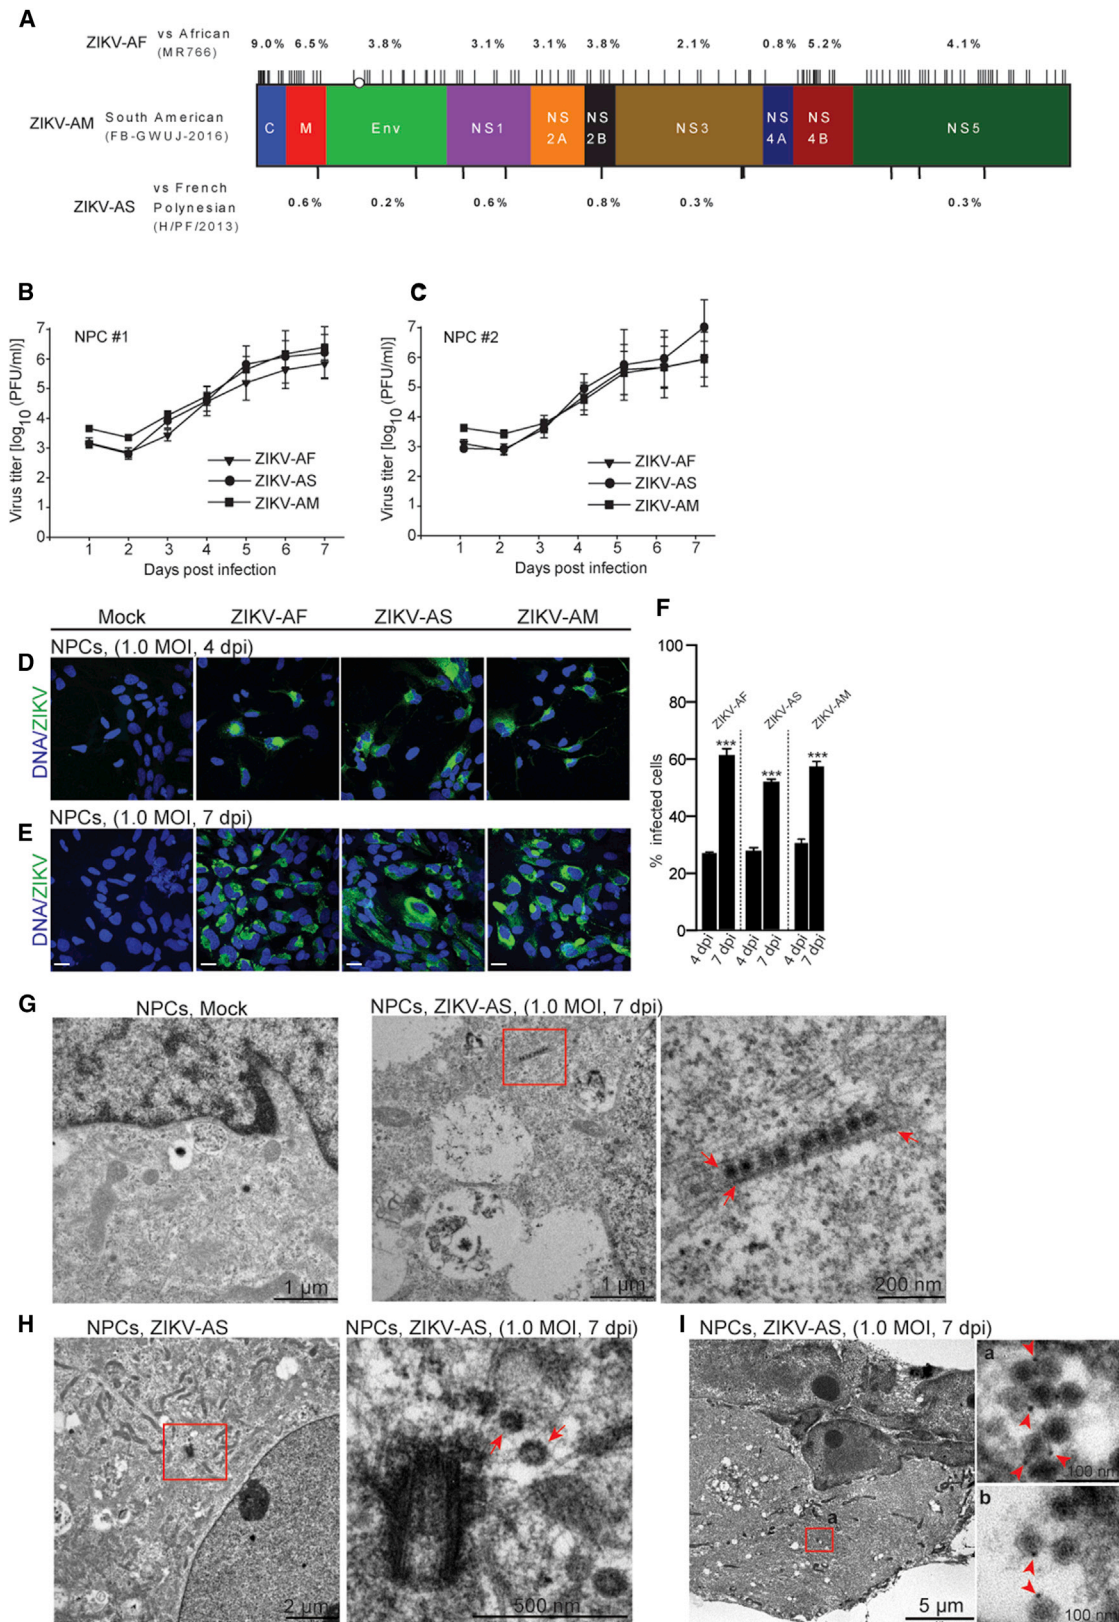 A
ZIKV-AF vs African (MR766)
9.0% 6.5% 3.8% 3.1% 3.1% 3.8% 2.1% 0.8% 5.2% 4.1%
ZIKV-AM South American (FB-GWUJ-2016)
C M Env NS1 NS 2A NS 2B NS3 NS 4A NS 4B NS5
ZIKV-AS vs French Polynesian (H/PF/2013)
0.6% 0.2% 0.6% 0.8% 0.3% 0.3%
B
NPC #1
Virus titer [log10 (PFU/ml)]
7
6
5
4
3
2
1
0
ZIKV-AF
ZIKV-AS
ZIKV-AM
1 2 3 4 5 6 7
Days post infection
C
NPC #2
Virus titer [log10 (PFU/ml)]
7
6
5
4
3
2
1
0
ZIKV-AF
ZIKV-AS
ZIKV-AM
1 2 3 4 5 6 7
Days post infection
Mock ZIKV-AF ZIKV-AS ZIKV-AM
D
NPCs, (1.0 MOI, 4 dpi)
DNA/ZIKV
E
NPCs, (1.0 MOI, 7 dpi)
DNA/ZIKV
F
% infected cells
100
80
60
40
20
0
ZIKV-AF ZIKV-AS ZIKV-AM
*** *** ***
4 dpi 7 dpi 4 dpi 7 dpi 4 dpi 7 dpi
G
NPCs, Mock
1 µm
NPCs, ZIKV-AS, (1.0 MOI, 7 dpi)
1 µm
200 nm
H
NPCs, ZIKV-AS
2 µm
NPCs, ZIKV-AS, (1.0 MOI, 7 dpi)
500 nm
I
NPCs, ZIKV-AS, (1.0 MOI, 7 dpi)
a
5 µm
a
100 nm
b
100 nm